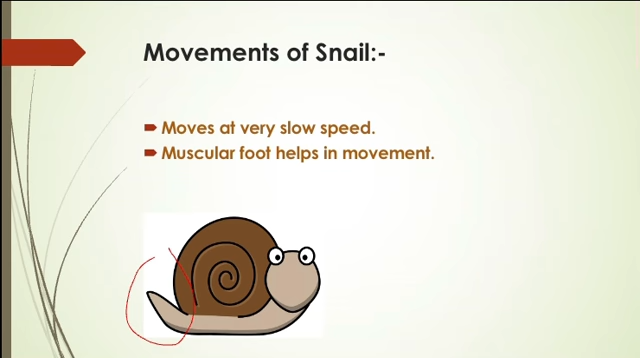 Movements of Snail:-
Moves at very slow speed.
Muscular foot helps in movement.